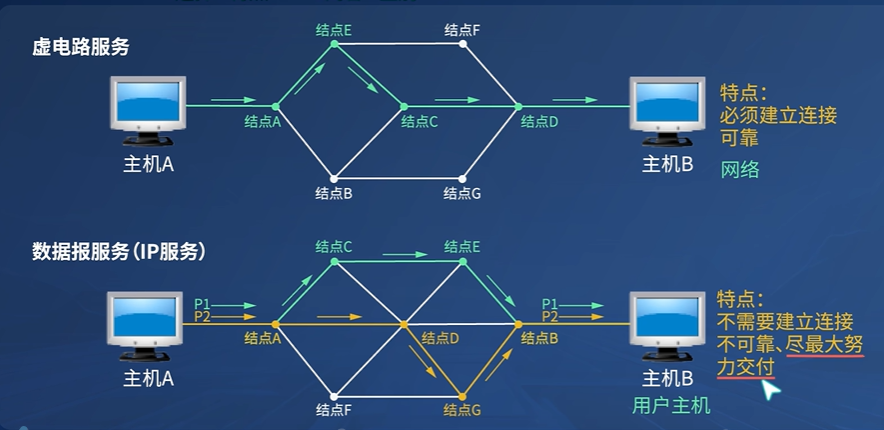 虚电路服务
结点E
结点F
主机A
结点A
结点C
结点D
结点B
结点G
主机B
特点：
必须建立连接
可靠
网络
数据报服务（IP服务）
结点C
结点E
P1
P2
主机A
结点A
结点D
结点B
结点F
结点G
P1
P2
主机B
用户主机
特点：
不需要建立连接
不可靠、尽最大努
力交付